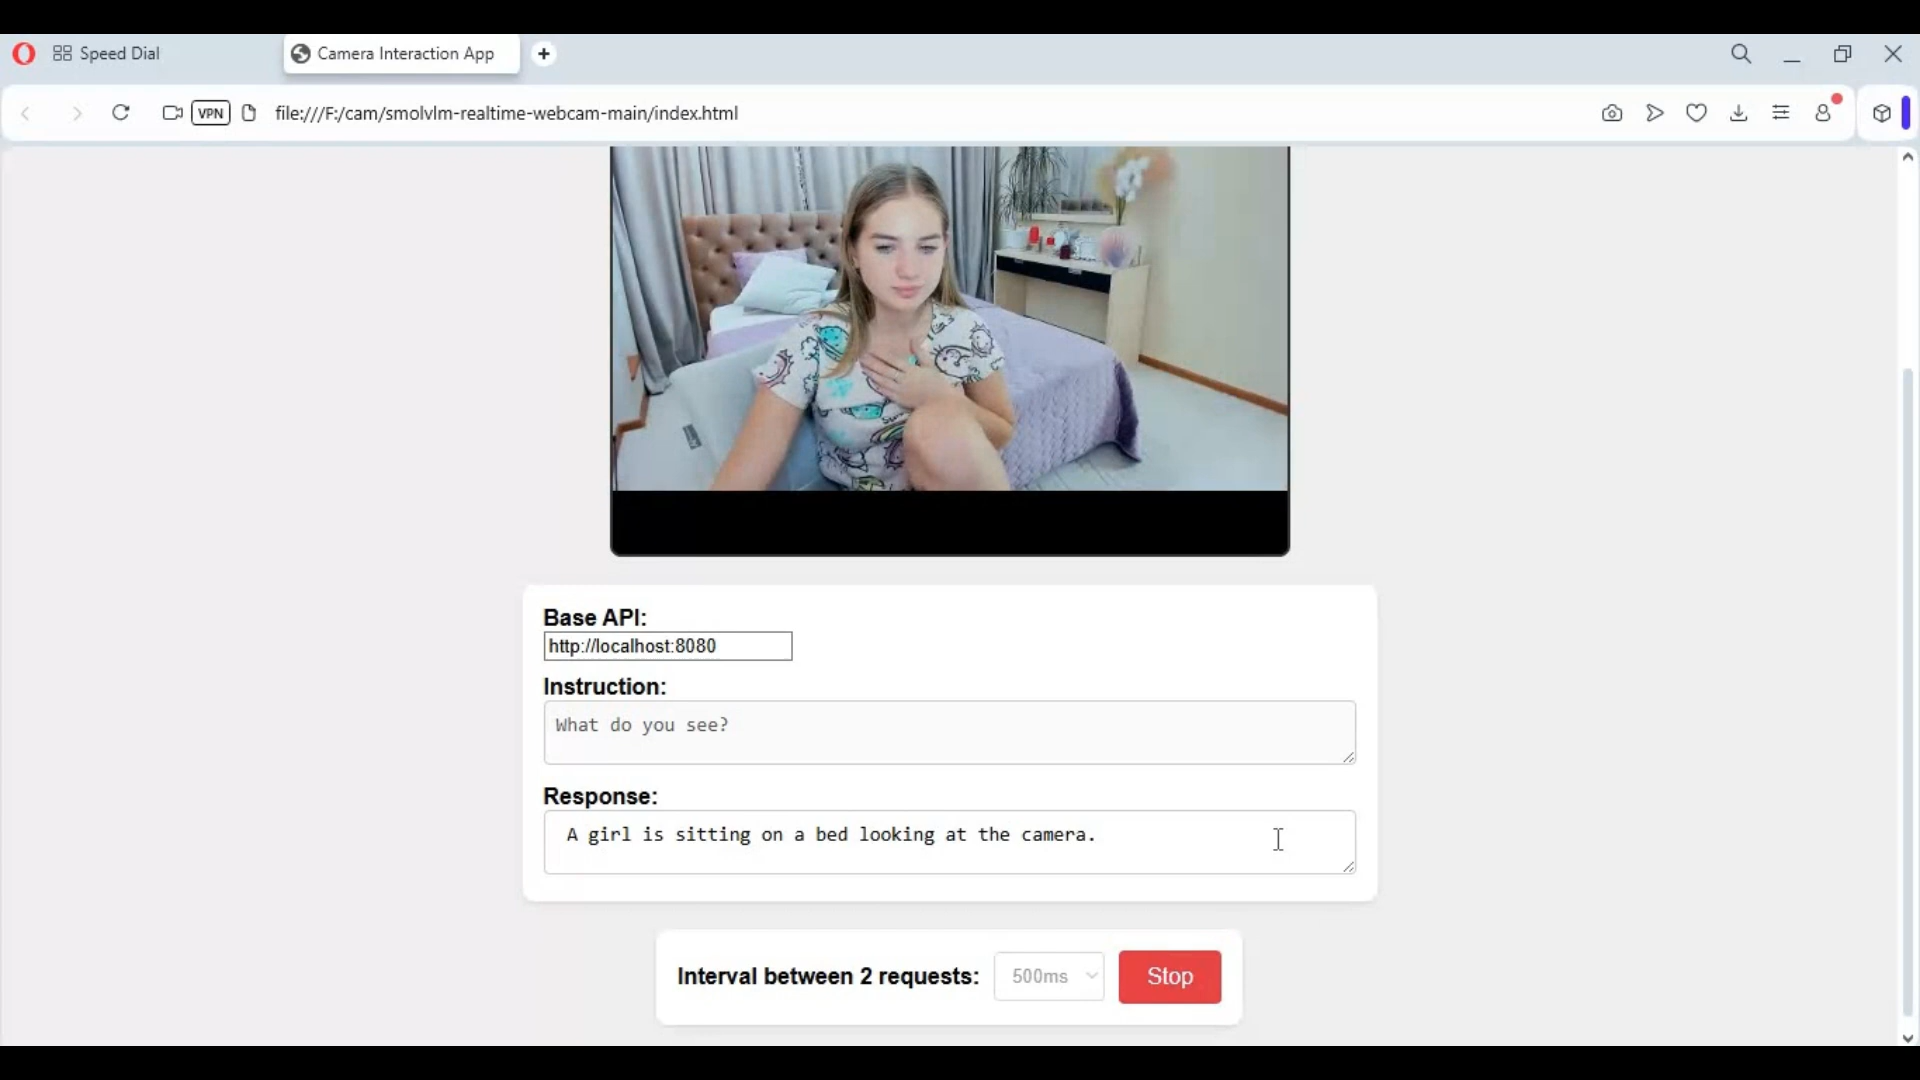 Speed Dial
Camera Interaction App
VPN
file:///F:/cam/smolvlm-realtime-webcam-main/index.html
Base API:
http://localhost:8080
Instruction:
What do you see?
Response:
A girl is sitting on a bed looking at the camera.
Interval between 2 requests:
500ms
Stop